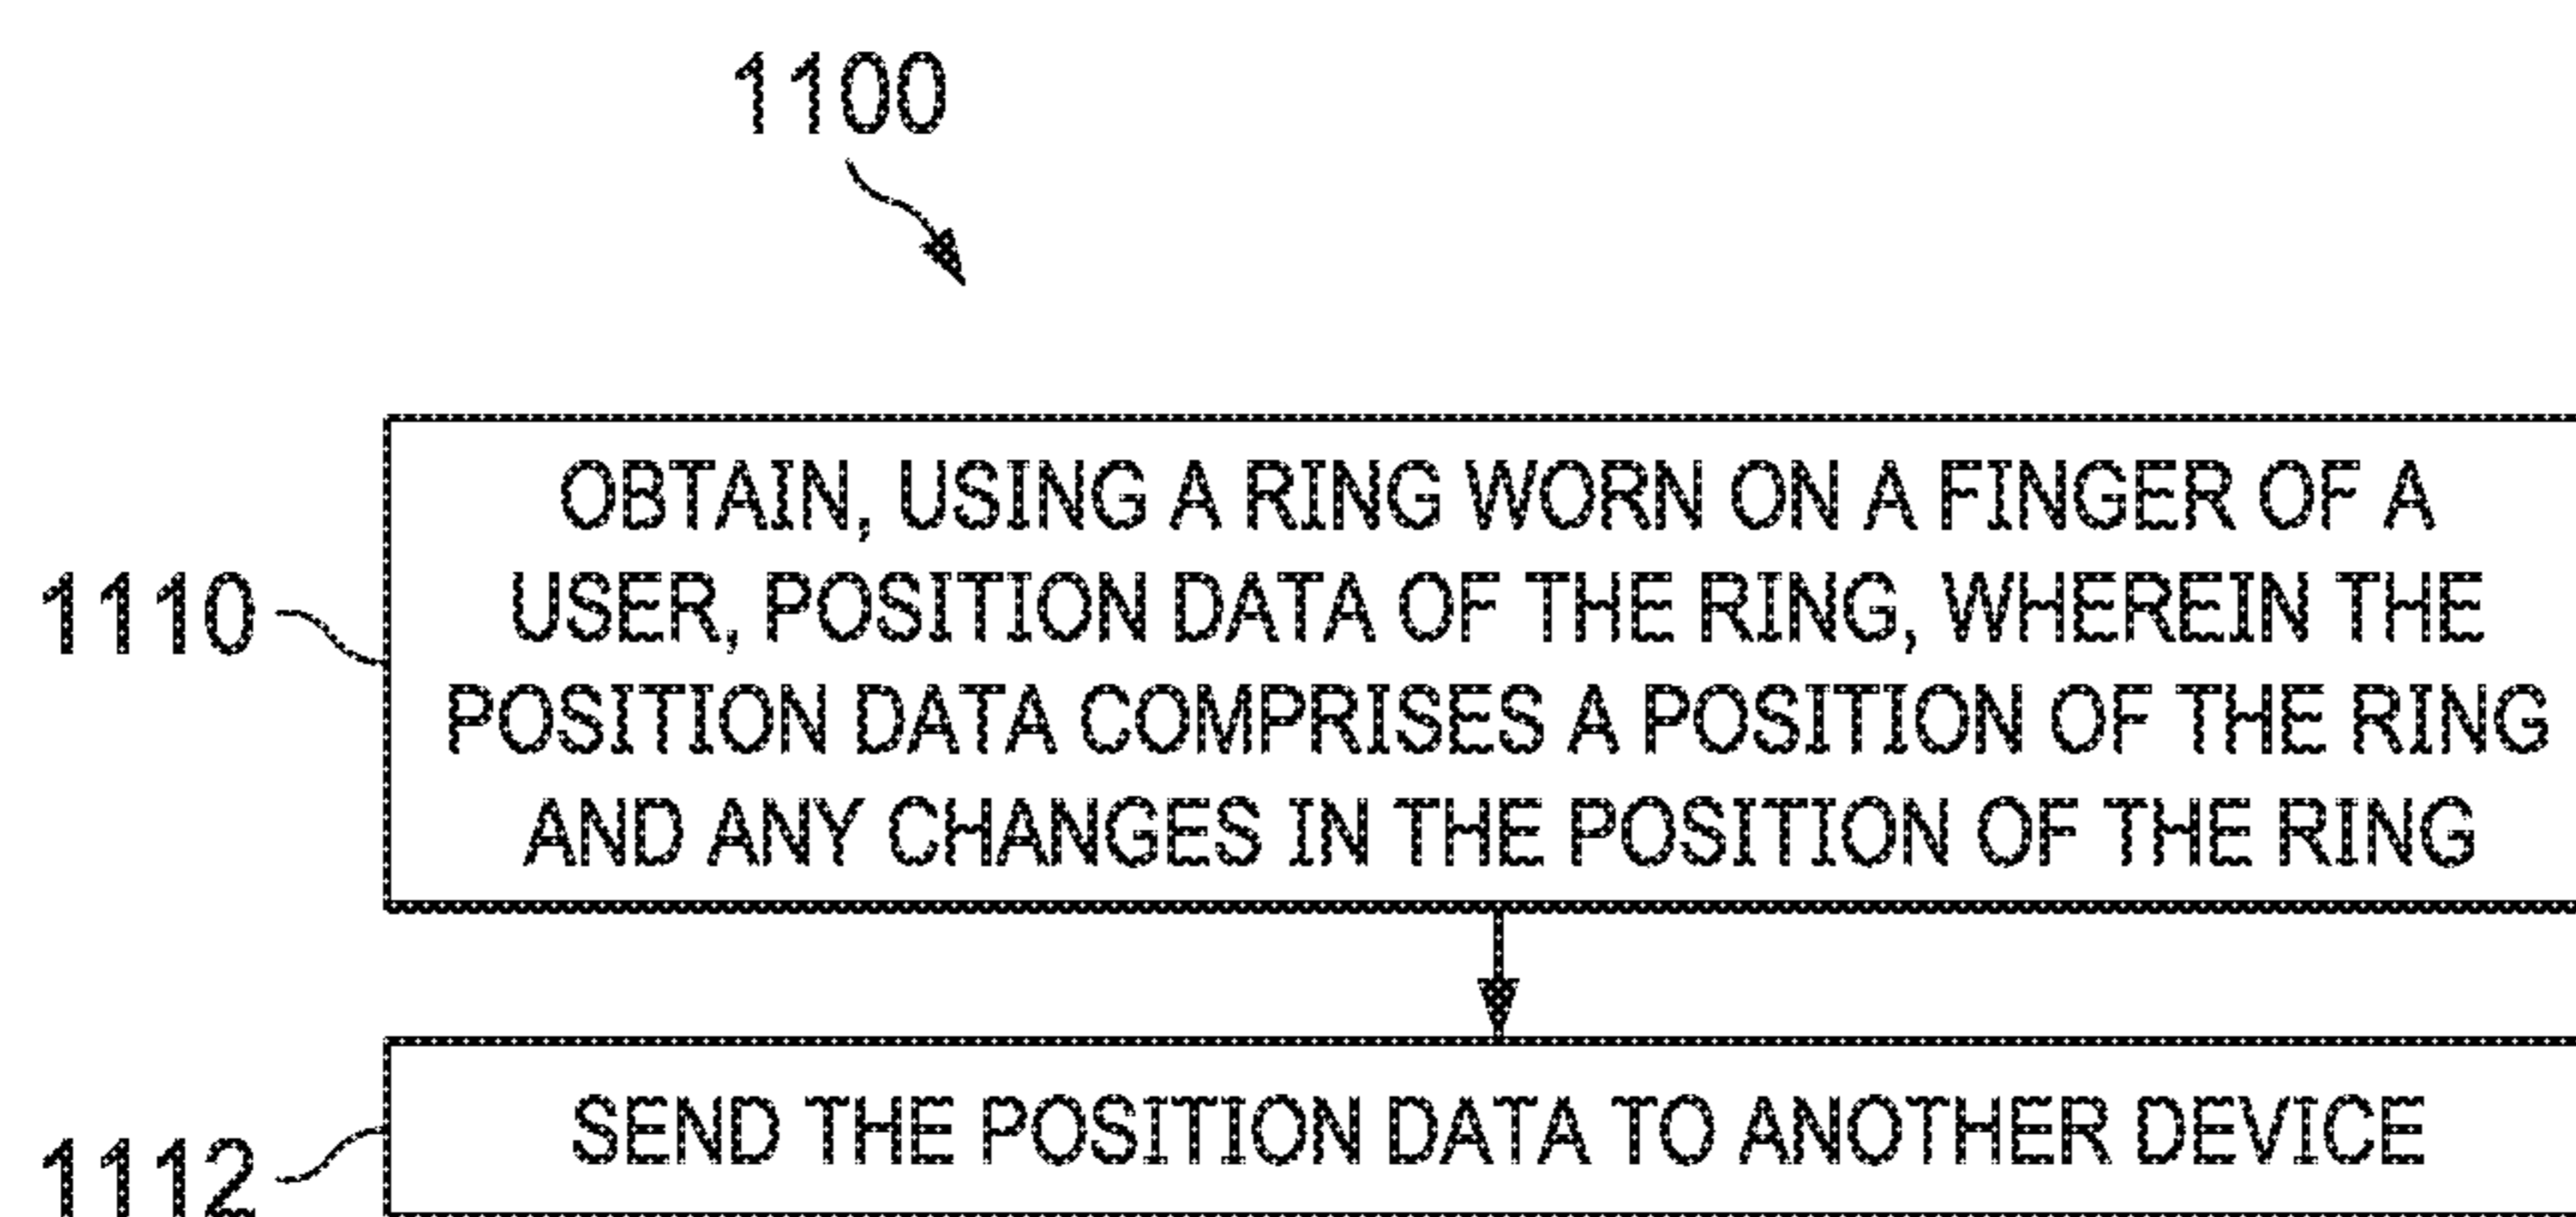 1100
1110
OBTAIN, USING A RING WORN ON A FINGER OF A
USER, POSITION DATA OF THE RING, WHEREIN THE
POSITION DATA COMPRISES A POSITION OF THE RING
AND ANY CHANGES IN THE POSITION OF THE RING
1112
SEND THE POSITION DATA TO ANOTHER DEVICE